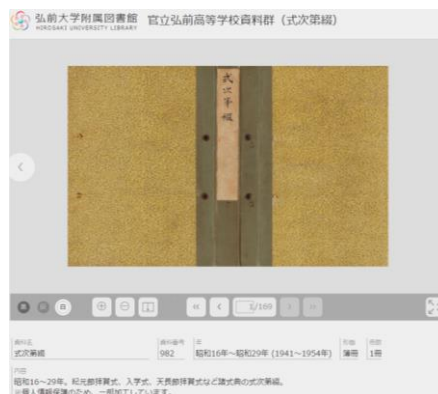 弘前大学附属図書館 官立弘前高等学校資料群（式次第綴）
HIROSAKI UNIVERSITY LIBRARY
式次第綴
1/160
資料名
資料番号
年
形態
冊数
式次第綴
982
昭和16年～昭和29年 (1941～1954年)
簿冊
1冊
内容
昭和16～29年。紀元節拝賀式、入学式、天長節拝賀式など諸式典の式次第綴。
※個人情報保護のため、一部加工しています。